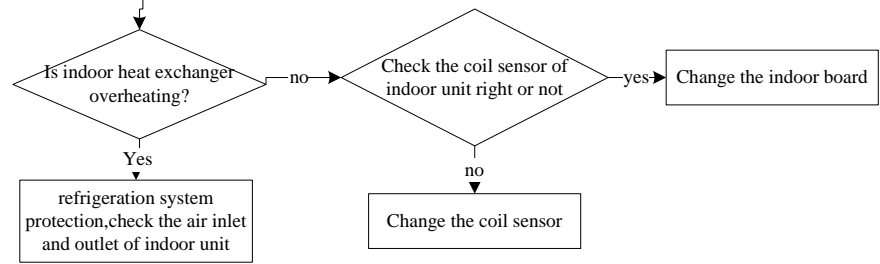 Is indoor heat exchanger
overheating?
no
Check the coil sensor of
indoor unit right or not
yes
Change the indoor board
Yes
no
refrigeration system
protection,check the air inlet
and outlet of indoor unit
Change the coil sensor